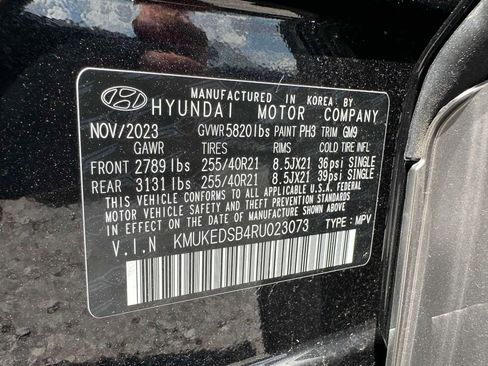 MANUFACTURED IN KOREA BY
HYUNDAI MOTOR COMPANY
NOV/2023 GVWR 5820 lbs PAINT PH3 TRIM GM9
GAWR TIRES RIMS COLD TIRE INFL
FRONT 2789 lbs 255/40R21 8.5JX21 36psi SINGLE
REAR 3131 lbs 255/40R21 8.5JX21 39psi SINGLE
THIS VEHICLE CONFORMS TO ALL APPLICABLE U.S.A. FEDERAL
MOTOR VEHICLE SAFETY AND THEFT PREVENTION STANDARDS
IN EFFECT ON THE DATE OF MANUFACTURE SHOWN ABOVE.
V.I.N KMUKEDSB4RU023073 TYPE: MPV